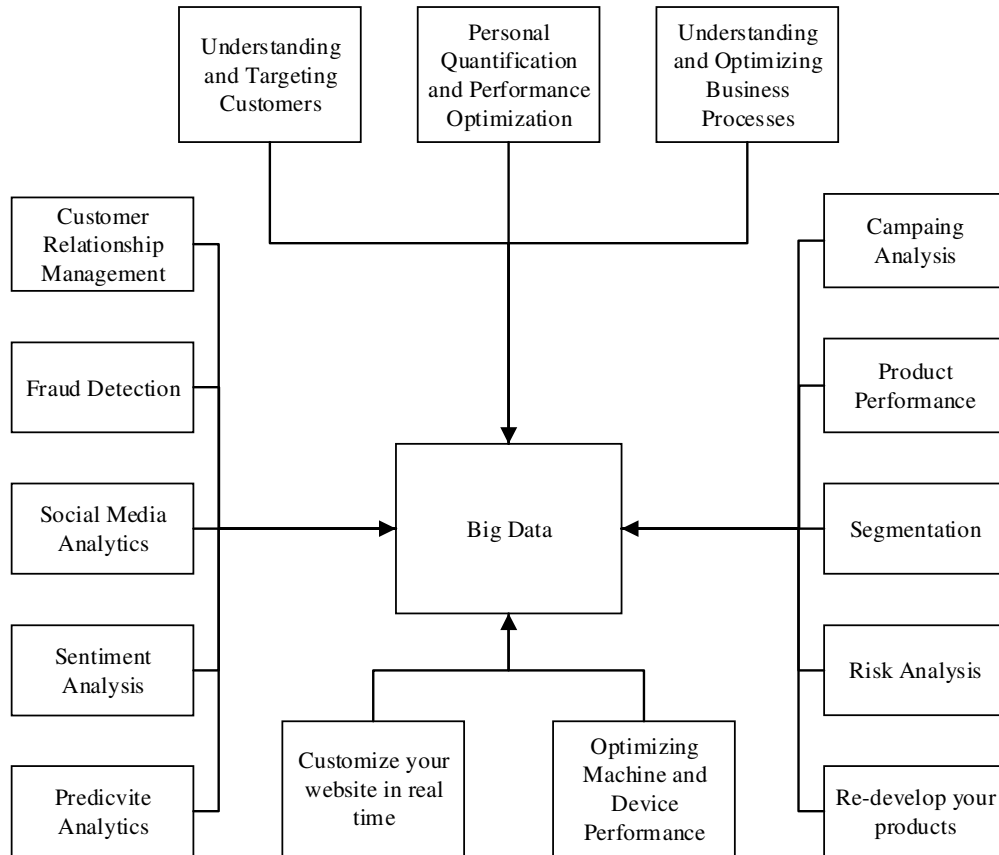 Understanding
and Targeting
Customers
Personal
Quantification
and Performance
Optimization
Understanding
and Optimizing
Business
Processes
Customer
Relationship
Management
Campaing
Analysis
Fraud Detection
Product
Performance
Social Media
Analytics
Big Data
Segmentation
Sentiment
Analysis
Risk Analysis
Predicvite
Analytics
Customize your
website in real
time
Optimizing
Machine and
Device
Performance
Re-develop your
products